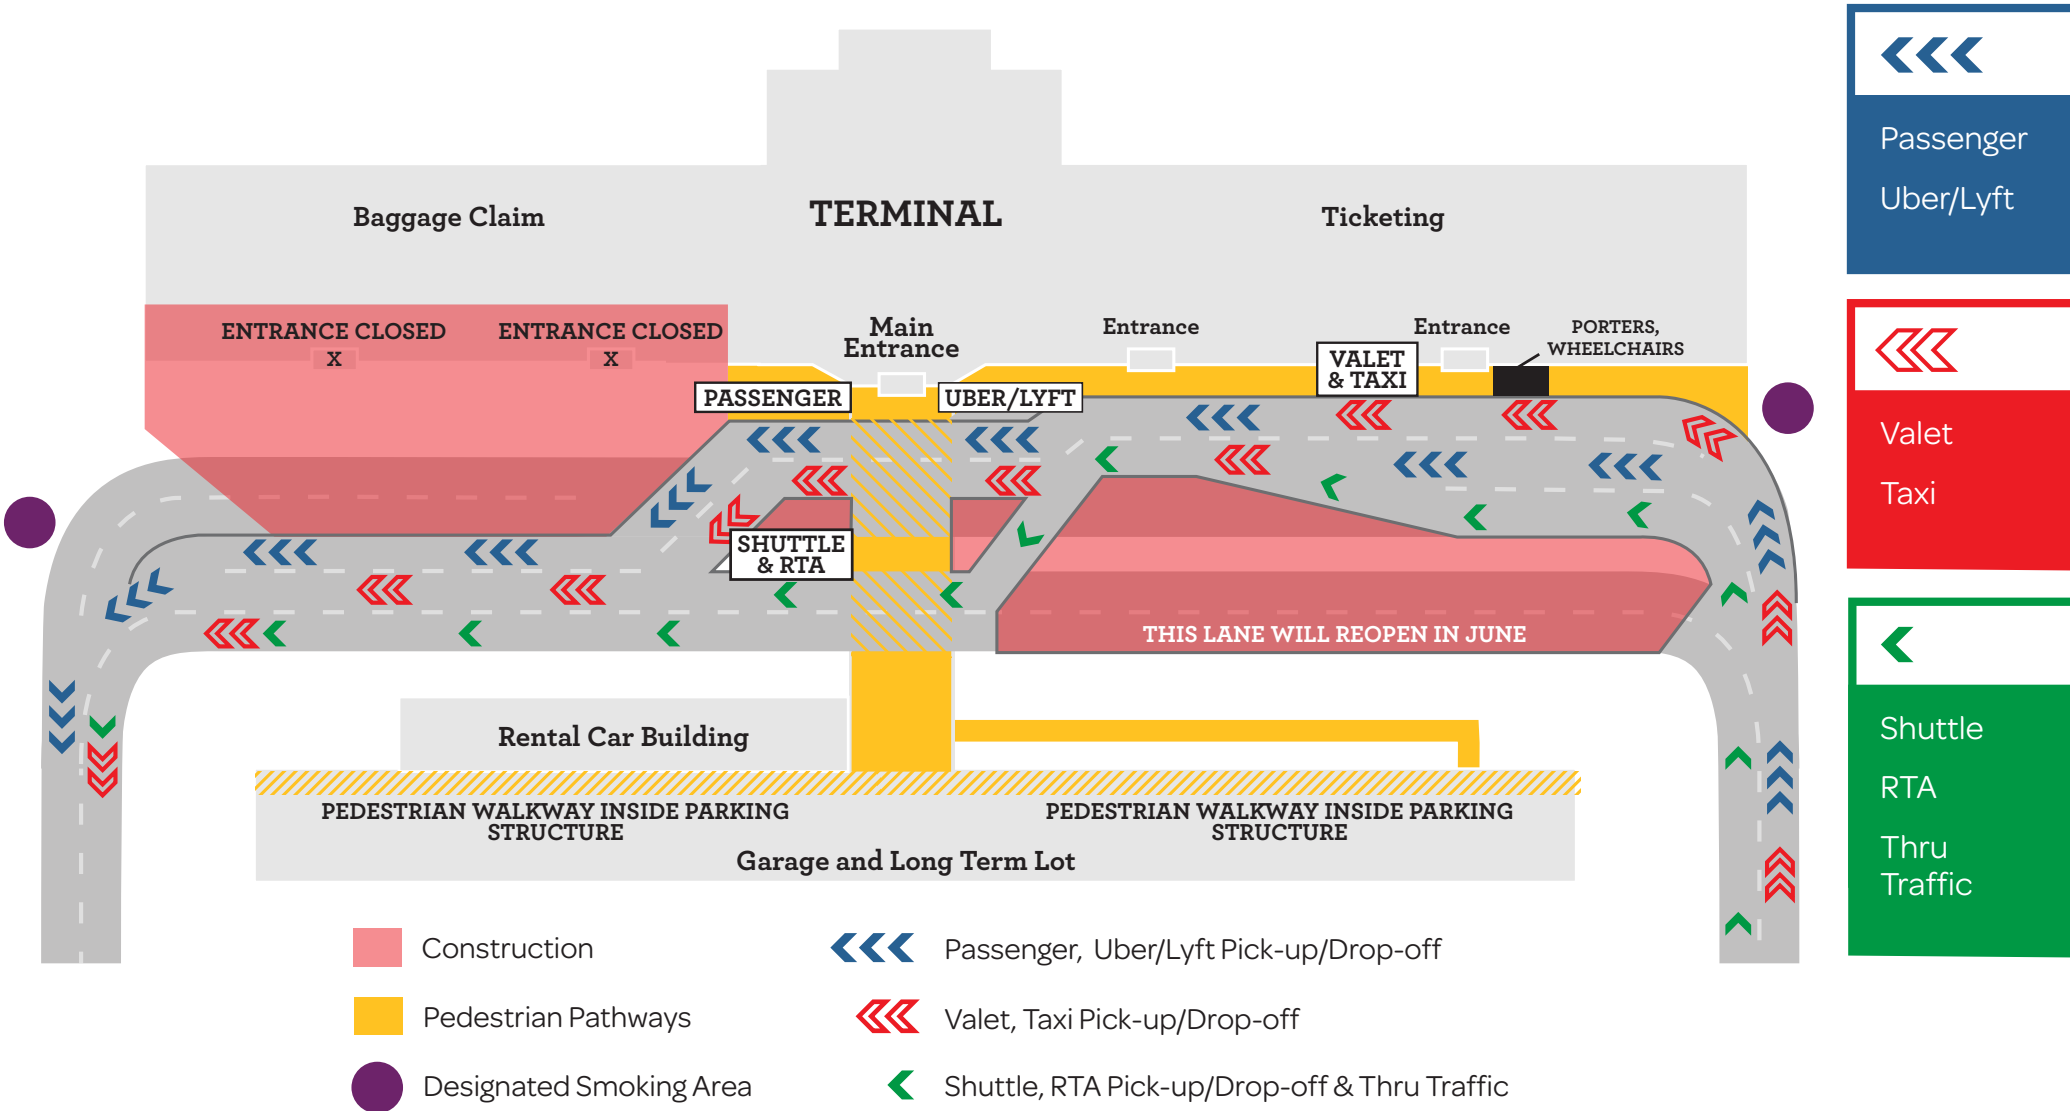 TERMINAL
Baggage Claim
Ticketing
ENTRANCE CLOSED
X
ENTRANCE CLOSED
X
Main
Entrance
Entrance
Entrance
PORTERS,
WHEELCHAIRS
VALET
& TAXI
PASSENGER
UBER/LYFT
SHUTTLE
& RTA
THIS LANE WILL REOPEN IN JUNE
Rental Car Building
PEDESTRIAN WALKWAY INSIDE PARKING
STRUCTURE
PEDESTRIAN WALKWAY INSIDE PARKING
STRUCTURE
Garage and Long Term Lot
Construction
Pedestrian Pathways
Designated Smoking Area
Passenger, Uber/Lyft Pick-up/Drop-off
Valet, Taxi Pick-up/Drop-off
Shuttle, RTA Pick-up/Drop-off & Thru Traffic
Passenger
Uber/Lyft
Valet
Taxi
Shuttle
RTA
Thru
Traffic